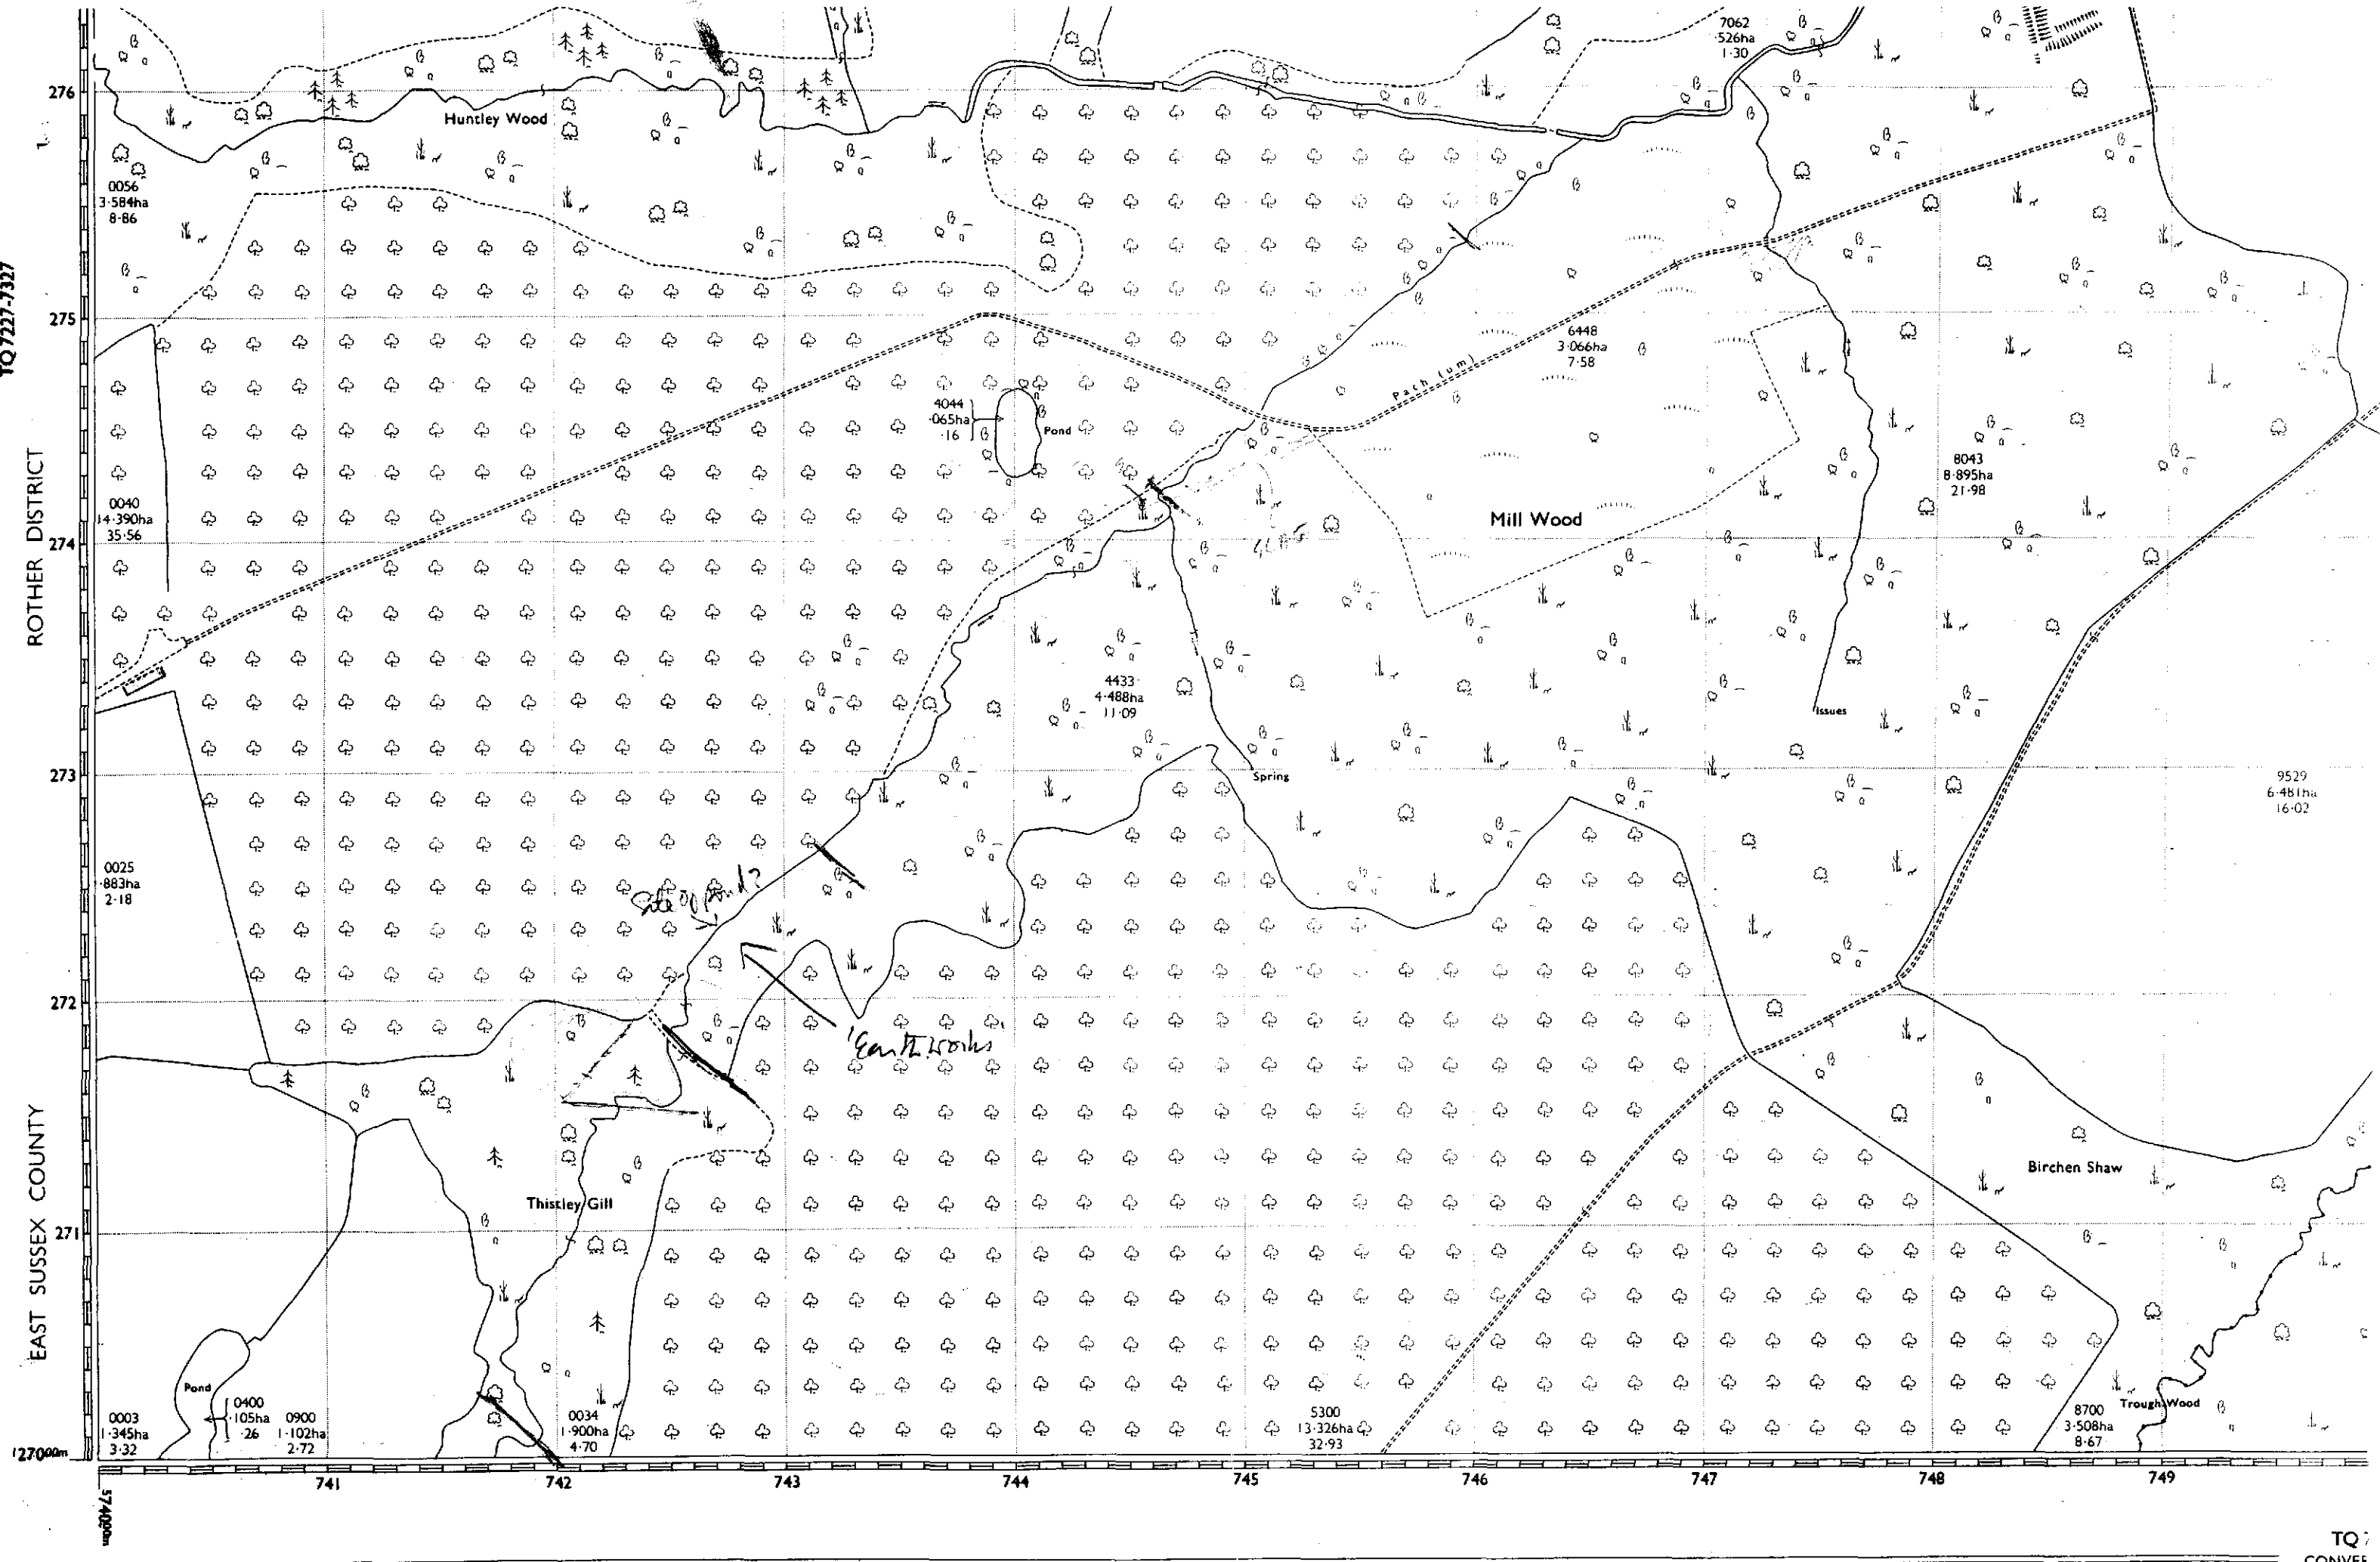 7062
·526ha
1·30
276
Huntley Wood
0056
3·584ha
8·86
TQ 7227-7327
275
6448
3·066ha
7·58
Path (um)
4044
·065ha
·16
Pond
ROTHER DISTRICT
8043
8·895ha
21·98
0040
14·390ha
35·56
Mill Wood
274
4433
4·488ha
11·09
Issues
273
Spring
9529
6·481ha
16·02
0025
·883ha
2·18
Site of pond?
272
'Earthworks'
EAST SUSSEX COUNTY
Birchen Shaw
Thistley Gill
271
Pond
0400
·105ha
·26
0003
1·345ha
3·32
0900
1·102ha
2·72
0034
1·900ha
4·70
5300
13·326ha
32·93
Trough Wood
8700
3·508ha
8·67
127000m
741
742
743
744
745
746
747
748
749
574000m
TQ 7